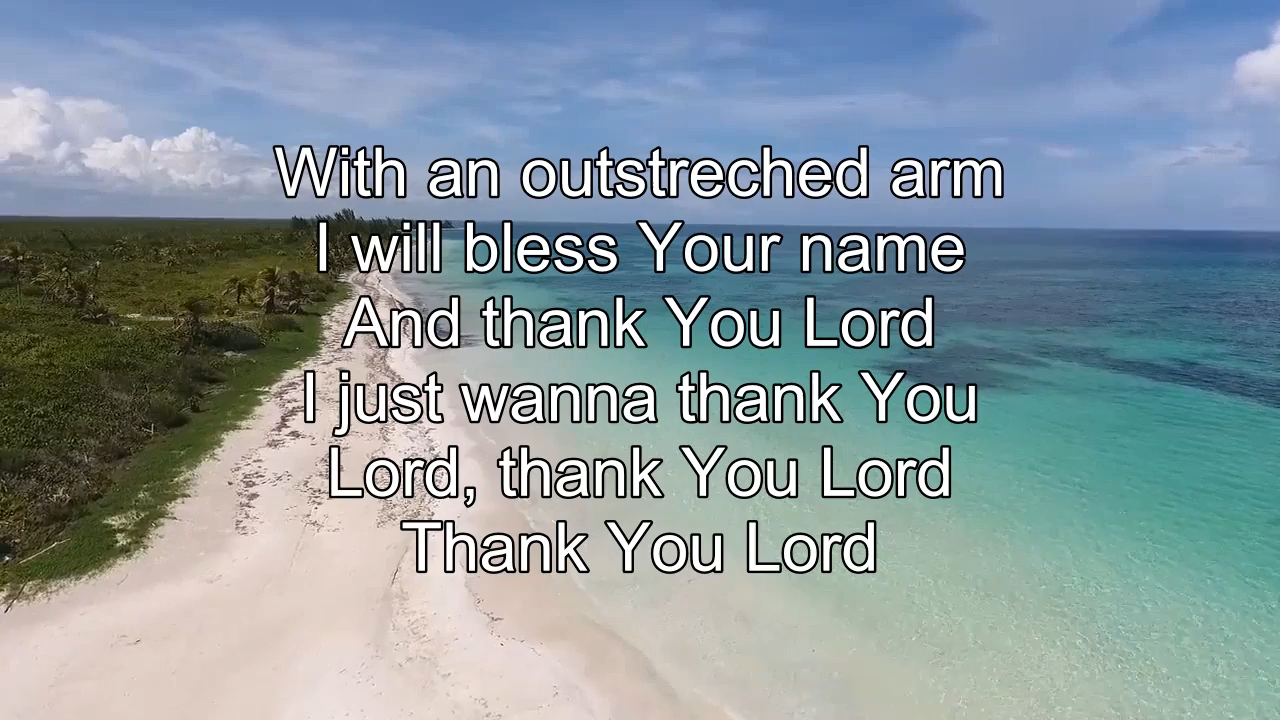 With an outstreched arm
I will bless Your name
And thank You Lord
I just wanna thank You
Lord, thank You Lord
Thank You Lord